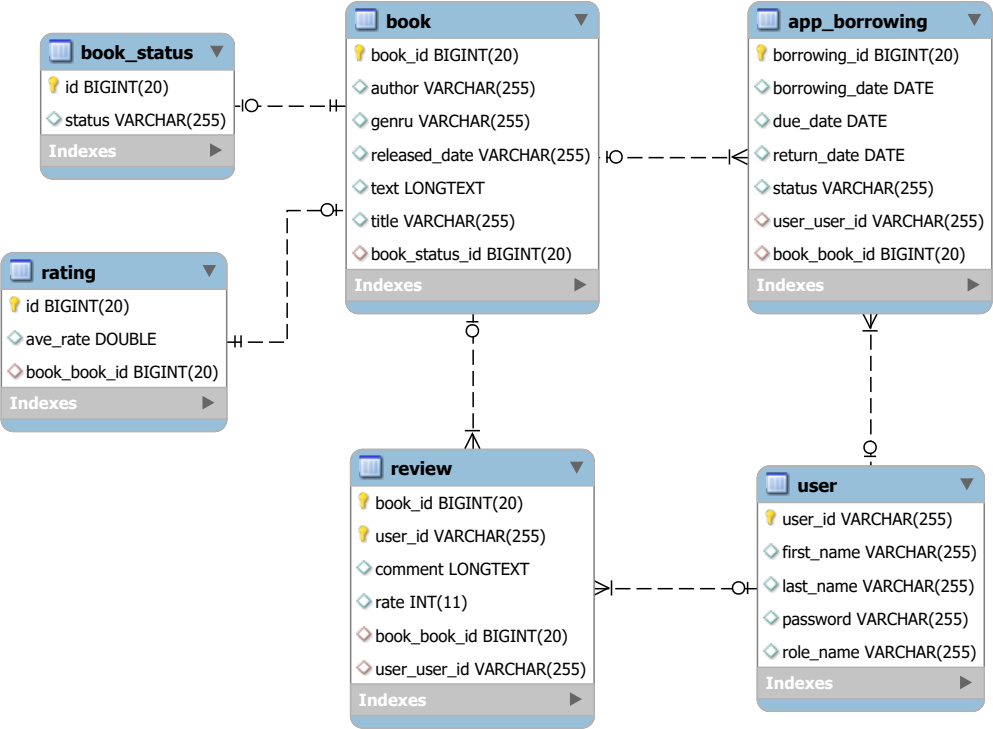 book_status
id BIGINT(20)
status VARCHAR(255)
Indexes
book
book_id BIGINT(20)
author VARCHAR(255)
genru VARCHAR(255)
released_date VARCHAR(255)
text LONGTEXT
title VARCHAR(255)
book_status_id BIGINT(20)
Indexes
app_borrowing
borrowing_id BIGINT(20)
borrowing_date DATE
due_date DATE
return_date DATE
status VARCHAR(255)
user_user_id VARCHAR(255)
book_book_id BIGINT(20)
Indexes
rating
id BIGINT(20)
ave_rate DOUBLE
book_book_id BIGINT(20)
Indexes
review
book_id BIGINT(20)
user_id VARCHAR(255)
comment LONGTEXT
rate INT(11)
book_book_id BIGINT(20)
user_user_id VARCHAR(255)
Indexes
user
user_id VARCHAR(255)
first_name VARCHAR(255)
last_name VARCHAR(255)
password VARCHAR(255)
role_name VARCHAR(255)
Indexes